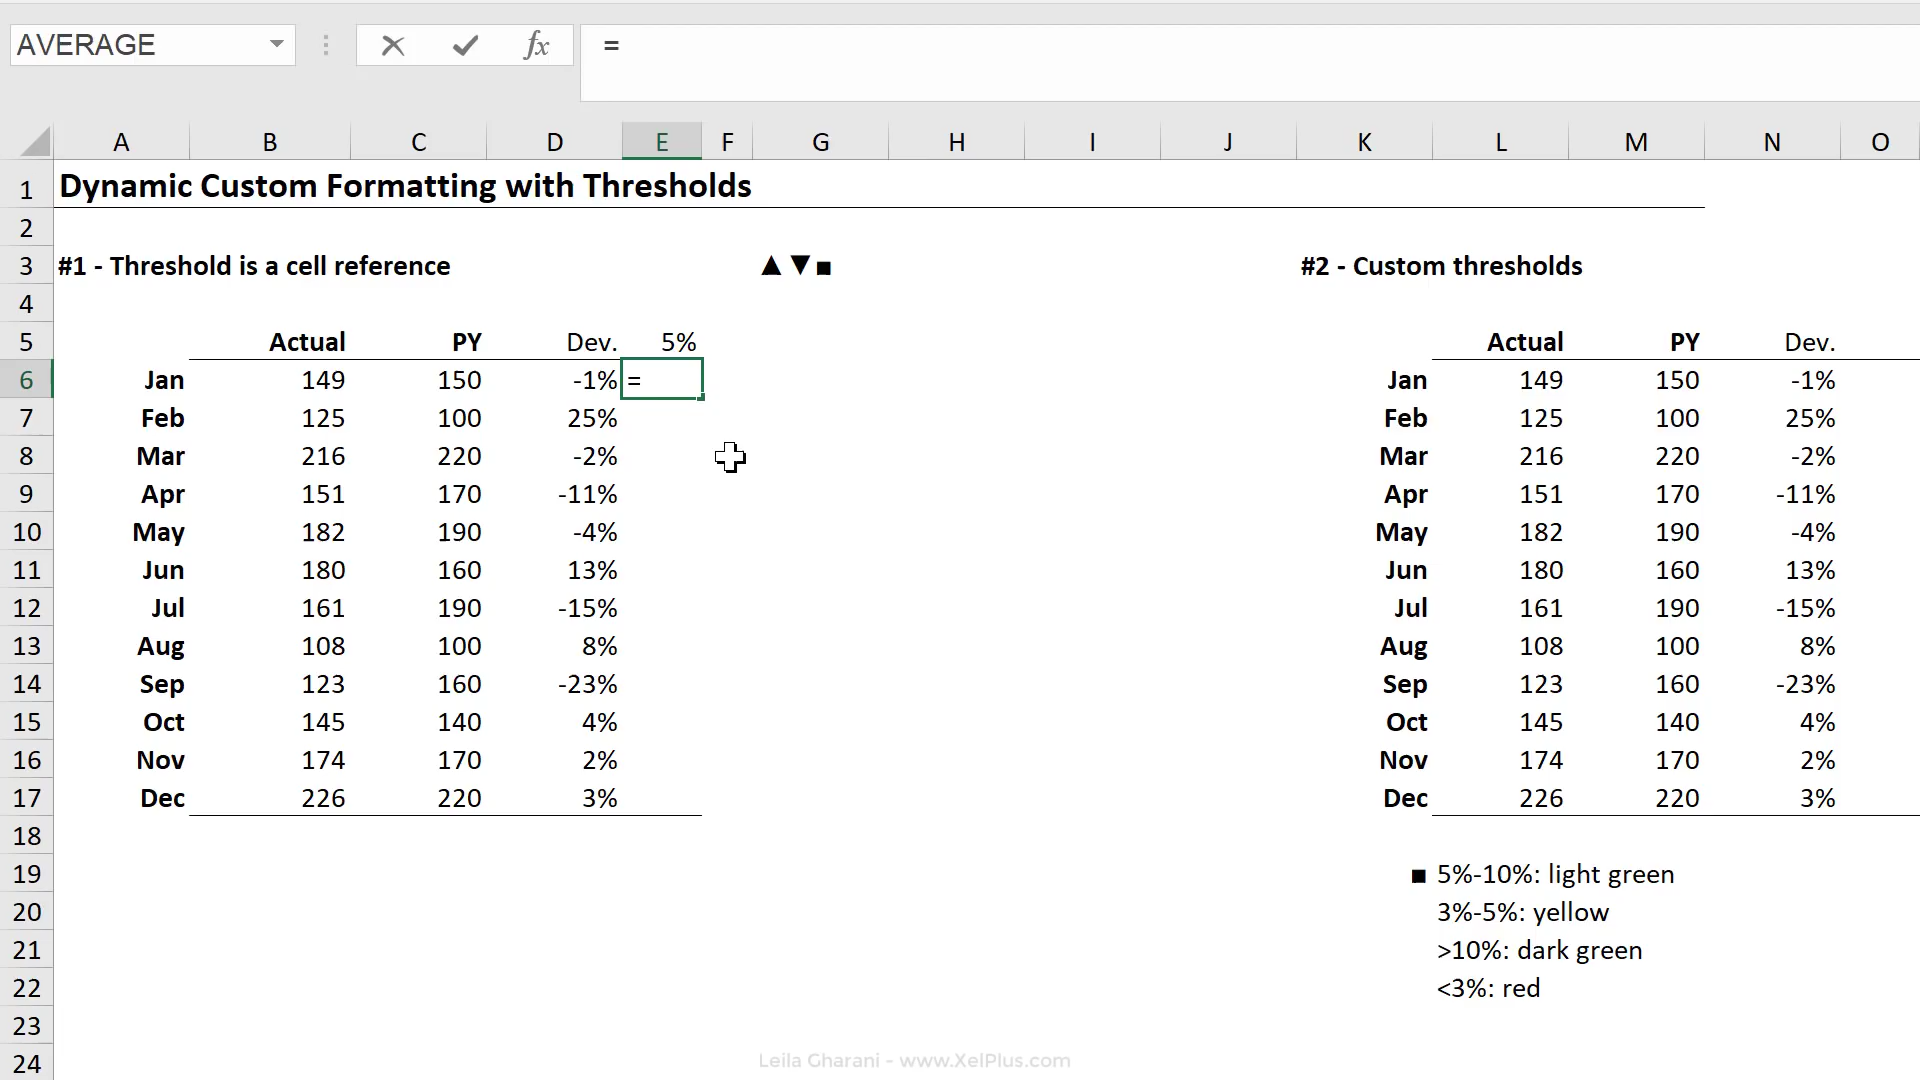 AVERAGE fx =
A B C D E F G H I J K L M N O
1 Dynamic Custom Formatting with Thresholds
2
3 #1 - Threshold is a cell reference ▲▼■ #2 - Custom thresholds
4
5 Actual PY Dev. 5% Actual PY Dev.
6 Jan 149 150 -1% = Jan 149 150 -1%
7 Feb 125 100 25% Feb 125 100 25%
8 Mar 216 220 -2% Mar 216 220 -2%
9 Apr 151 170 -11% Apr 151 170 -11%
10 May 182 190 -4% May 182 190 -4%
11 Jun 180 160 13% Jun 180 160 13%
12 Jul 161 190 -15% Jul 161 190 -15%
13 Aug 108 100 8% Aug 108 100 8%
14 Sep 123 160 -23% Sep 123 160 -23%
15 Oct 145 140 4% Oct 145 140 4%
16 Nov 174 170 2% Nov 174 170 2%
17 Dec 226 220 3% Dec 226 220 3%
18
19 ■ 5%-10%: light green
20 3%-5%: yellow
21 >10%: dark green
22 <3%: red
23
24
Leila Gharani - www.XelPlus.com